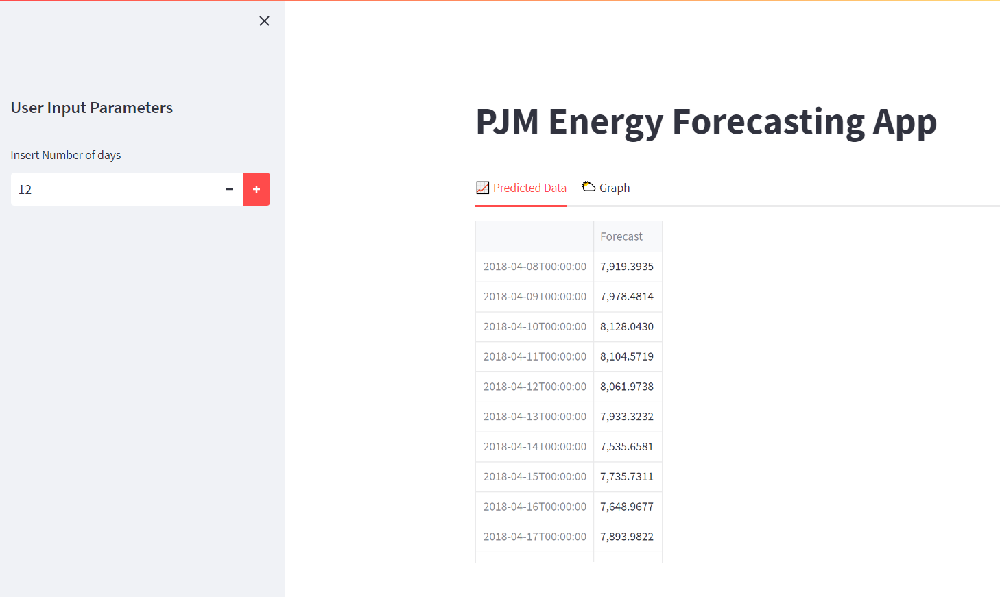 User Input Parameters
Insert Number of days
12
PJM Energy Forecasting App
Predicted Data Graph
Forecast
2018-04-08T00:00:00 7,919.3935
2018-04-09T00:00:00 7,978.4814
2018-04-10T00:00:00 8,128.0430
2018-04-11T00:00:00 8,104.5719
2018-04-12T00:00:00 8,061.9738
2018-04-13T00:00:00 7,933.3232
2018-04-14T00:00:00 7,535.6581
2018-04-15T00:00:00 7,735.7311
2018-04-16T00:00:00 7,648.9677
2018-04-17T00:00:00 7,893.9822